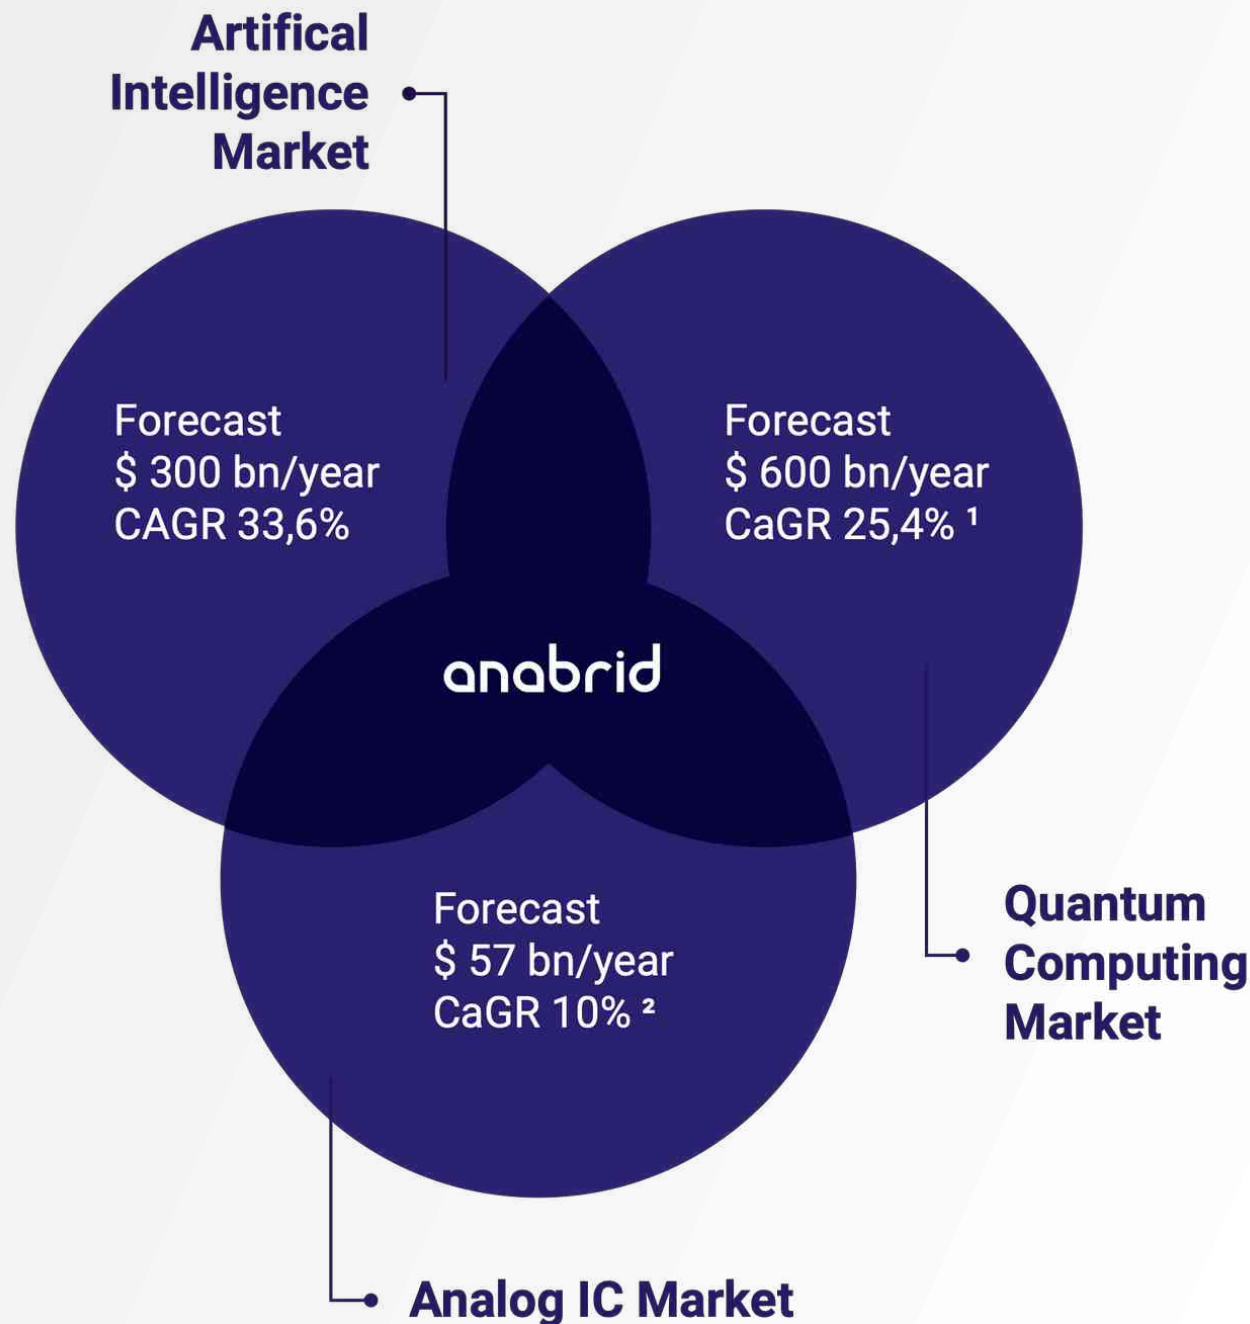 Artifical
Intelligence
Market
Forecast
$ 300 bn/year
CAGR 33,6%
Forecast
$ 600 bn/year
CaGR 25,4% ¹
anabrid
Forecast
$ 57 bn/year
CaGR 10% ²
Quantum
Computing
Market
Analog IC Market